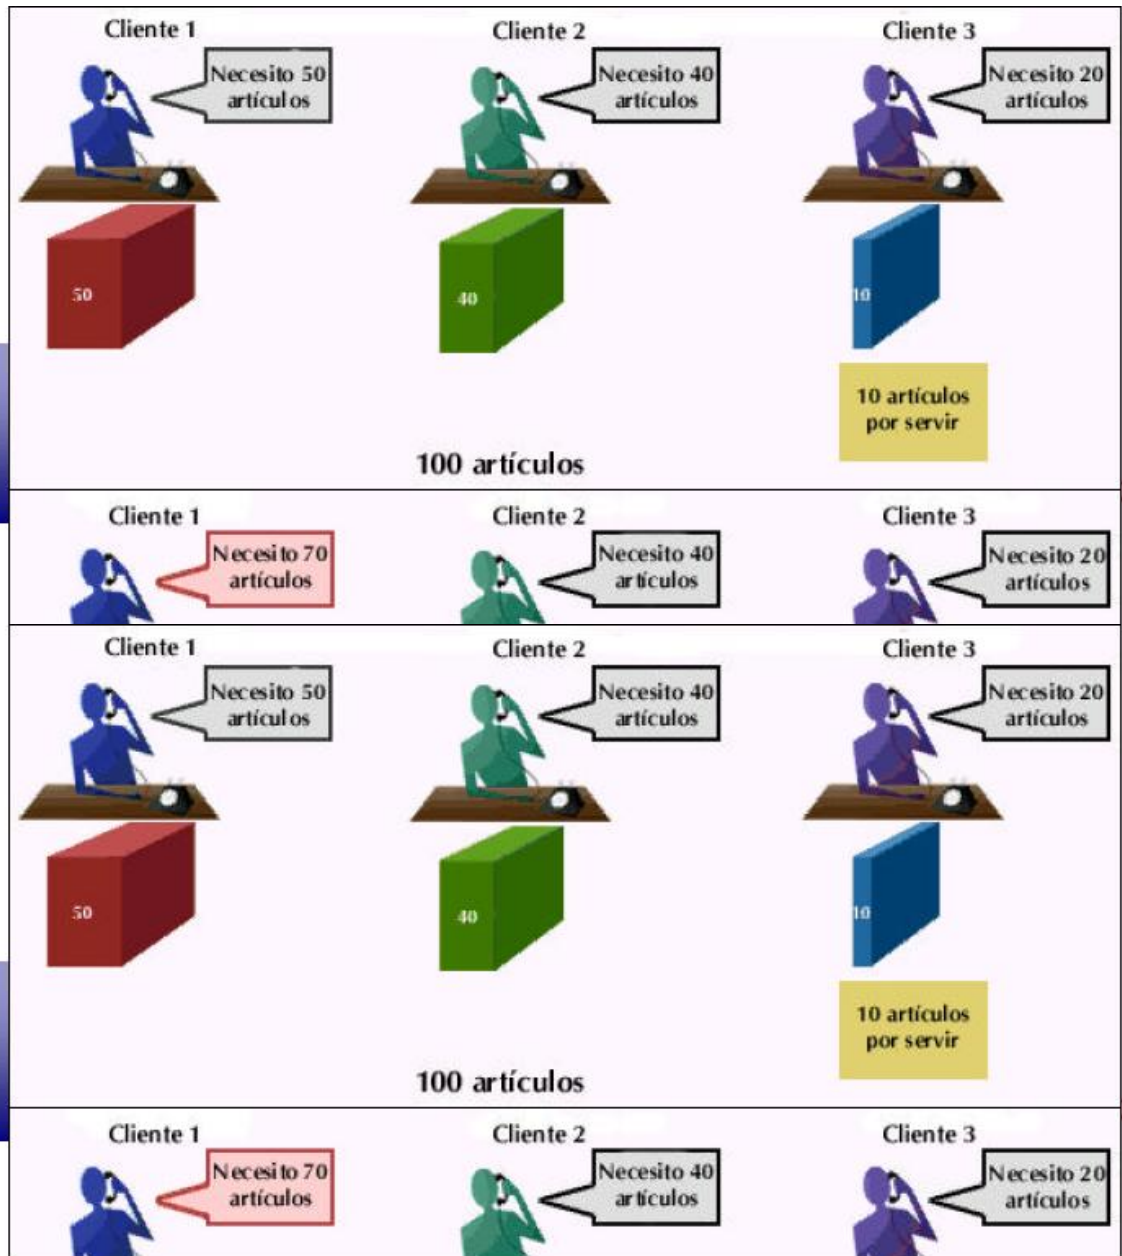 Cliente 1
Cliente 2
Cliente 3
Necesito 50
artículos
Necesito 40
artículos
Necesito 20
artículos
50
40
10
10 artículos
por servir
100 artículos
Cliente 1
Cliente 2
Cliente 3
Necesito 70
artículos
Necesito 40
artículos
Necesito 20
artículos
Cliente 1
Cliente 2
Cliente 3
Necesito 50
artículos
Necesito 40
artículos
Necesito 20
artículos
50
40
10
10 artículos
por servir
100 artículos
Cliente 1
Cliente 2
Cliente 3
Necesito 70
artículos
Necesito 40
artículos
Necesito 20
artículos